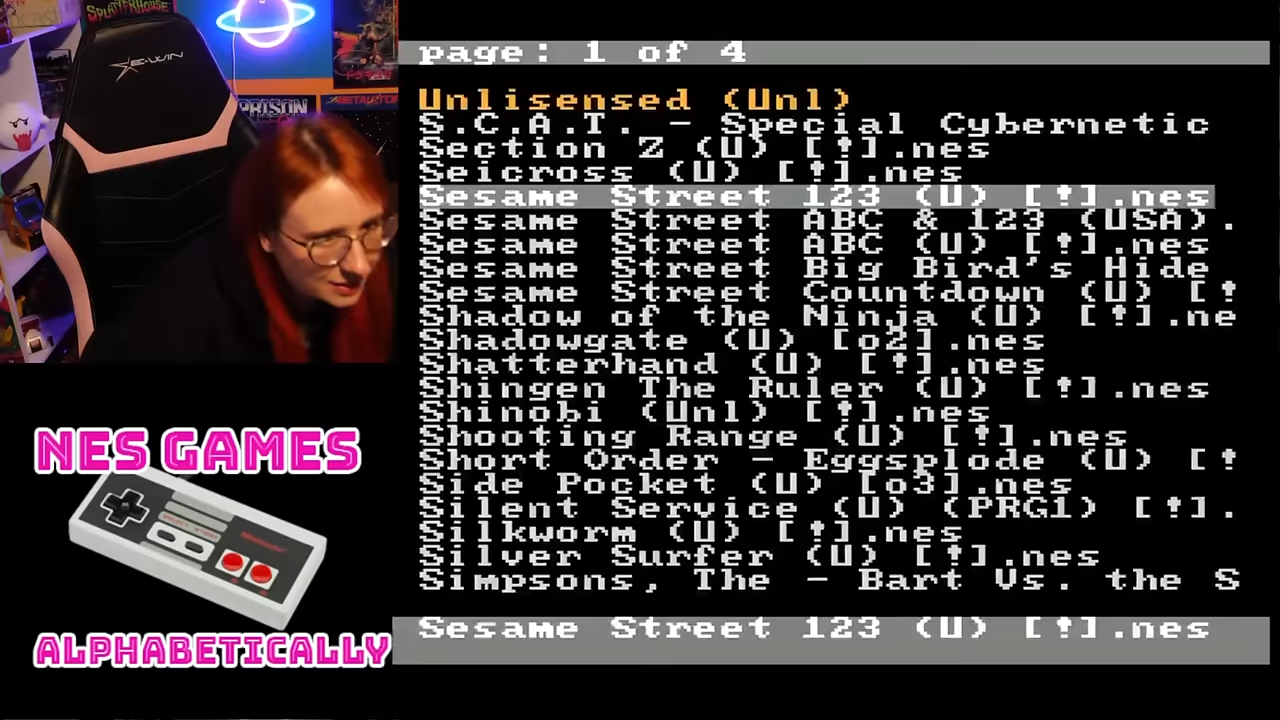 SPLATTERHOUSE
E-WIN
PRISON
page: 1 of 4
Unlisensed (Unl)
S.C.A.T. - Special Cybernetic
Section Z (U) [!].nes
Seicross (U) [!].nes
Sesame Street 123 (U) [!].nes
Sesame Street ABC & 123 (USA).
Sesame Street ABC (U) [!].nes
Sesame Street Big Bird's Hide
Sesame Street Countdown (U) [!
Shadow of the Ninja (U) [!].ne
Shadowgate (U) [o2].nes
Shatterhand (U) [!].nes
Shingen The Ruler (U) [!].nes
Shinobi (Unl) [!].nes
Shooting Range (U) [!].nes
Short Order - Eggsplode (U) [!
Side Pocket (U) [o3].nes
Silent Service (U) (PRG1) [!].
Silkworm (U) [!].nes
Silver Surfer (U) [!].nes
Simpsons, The - Bart Vs. the S
Sesame Street 123 (U) [!].nes
NES GAMES
ALPHABETICALLY